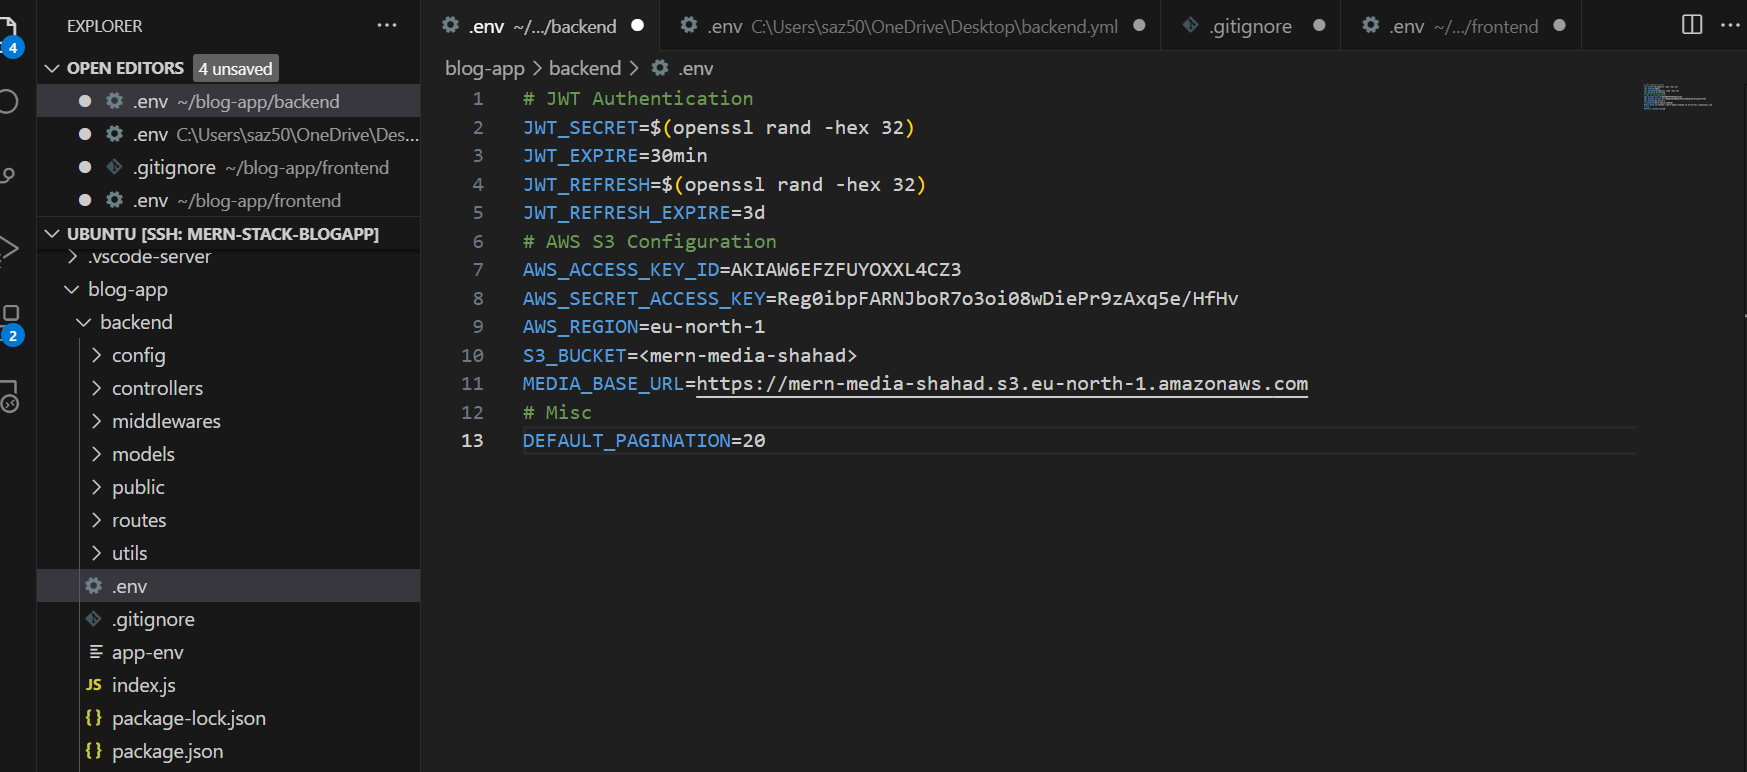 EXPLORER
OPEN EDITORS 4 unsaved
.env ~/blog-app/backend
.env C:\Users\saz50\OneDrive\Des...
.gitignore ~/blog-app/frontend
.env ~/blog-app/frontend
UBUNTU [SSH: MERN-STACK-BLOGAPP]
.vscode-server
blog-app
backend
config
controllers
middlewares
models
public
routes
utils
.env
.gitignore
app-env
JS index.js
{} package-lock.json
{} package.json
4
2
.env ~/.../backend
.env C:\Users\saz50\OneDrive\Desktop\backend.yml
.gitignore
.env ~/.../frontend
blog-app > backend > .env
1 # JWT Authentication
2 JWT_SECRET=$(openssl rand -hex 32)
3 JWT_EXPIRE=30min
4 JWT_REFRESH=$(openssl rand -hex 32)
5 JWT_REFRESH_EXPIRE=3d
6 # AWS S3 Configuration
7 AWS_ACCESS_KEY_ID=AKIAW6EFZFUYOXXL4CZ3
8 AWS_SECRET_ACCESS_KEY=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
9 AWS_REGION=eu-north-1
10 S3_BUCKET=<mern-media-shahad>
11 MEDIA_BASE_URL=https://mern-media-shahad.s3.eu-north-1.amazonaws.com
12 # Misc
13 DEFAULT_PAGINATION=20